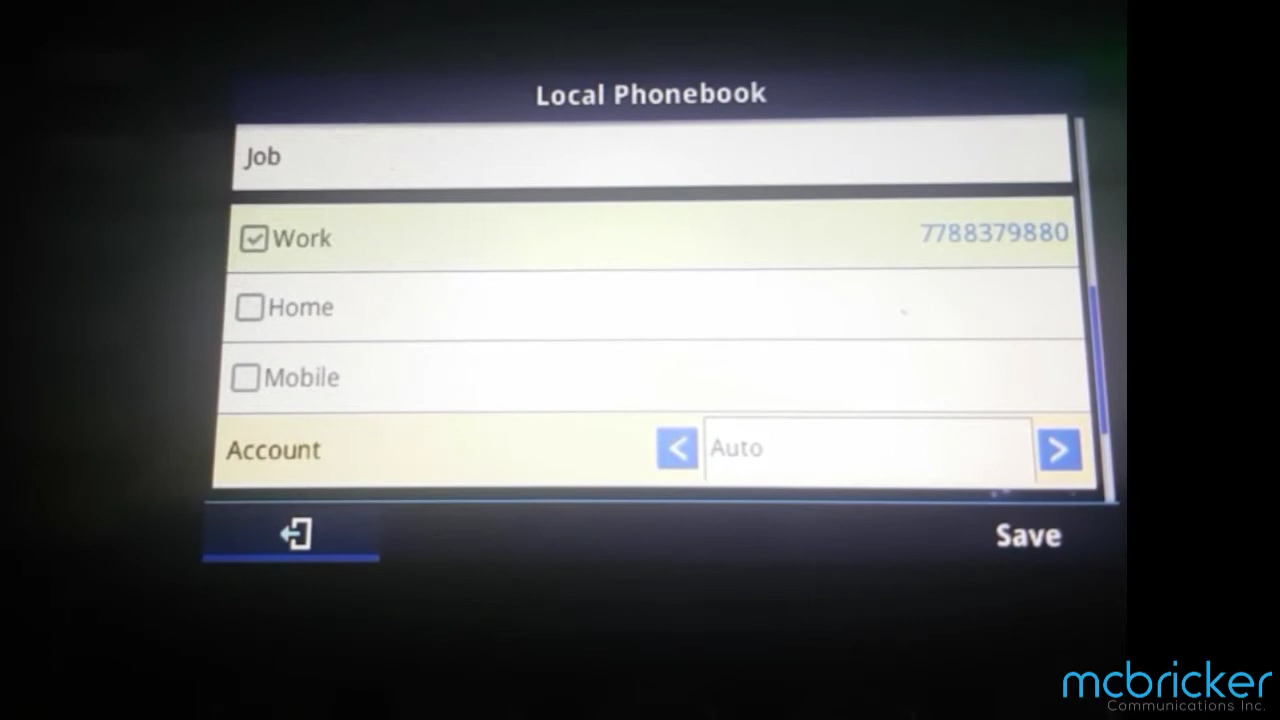 Local Phonebook
Job
Work 7788379880
Home
Mobile
Account < Auto >
Save
mcbricker
Communications Inc.